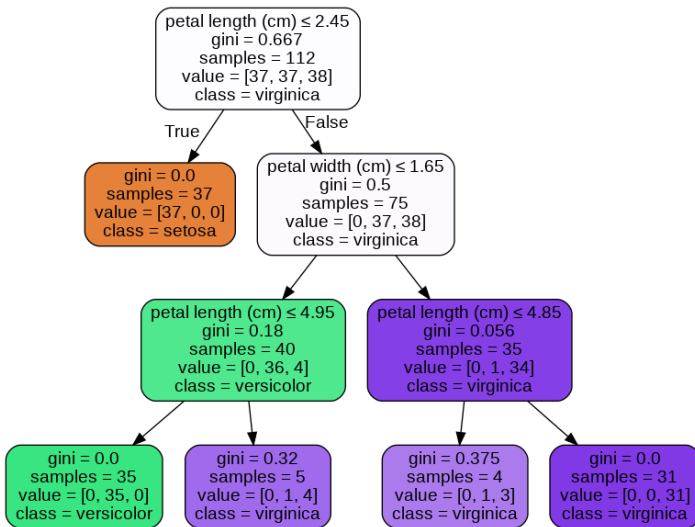 petal length (cm) ≤ 2.45
gini = 0.667
samples = 112
value = [37, 37, 38]
class = virginica
True
False
gini = 0.0
samples = 37
value = [37, 0, 0]
class = setosa
petal width (cm) ≤ 1.65
gini = 0.5
samples = 75
value = [0, 37, 38]
class = virginica
petal length (cm) ≤ 4.95
gini = 0.18
samples = 40
value = [0, 36, 4]
class = versicolor
petal length (cm) ≤ 4.85
gini = 0.056
samples = 35
value = [0, 1, 34]
class = virginica
gini = 0.0
samples = 35
value = [0, 35, 0]
class = versicolor
gini = 0.32
samples = 5
value = [0, 1, 4]
class = virginica
gini = 0.375
samples = 4
value = [0, 1, 3]
class = virginica
gini = 0.0
samples = 31
value = [0, 0, 31]
class = virginica